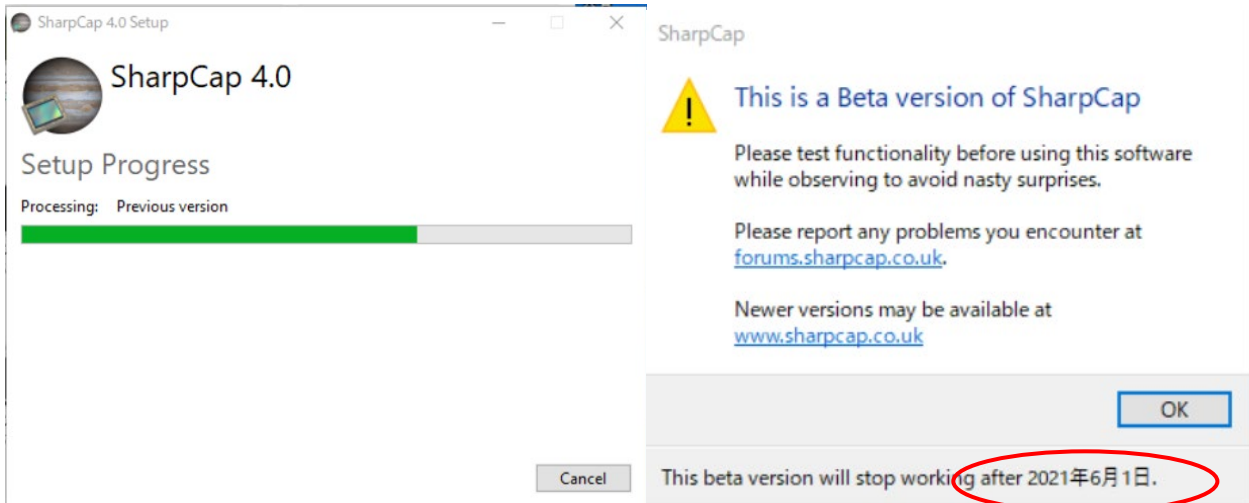 SharpCap 4.0 Setup
SharpCap 4.0
Setup Progress
Processing: Previous version
Cancel
SharpCap
This is a Beta version of SharpCap
Please test functionality before using this software
while observing to avoid nasty surprises.
Please report any problems you encounter at
forums.sharpcap.co.uk.
Newer versions may be available at
www.sharpcap.co.uk
OK
This beta version will stop working after 2021年6月1日.